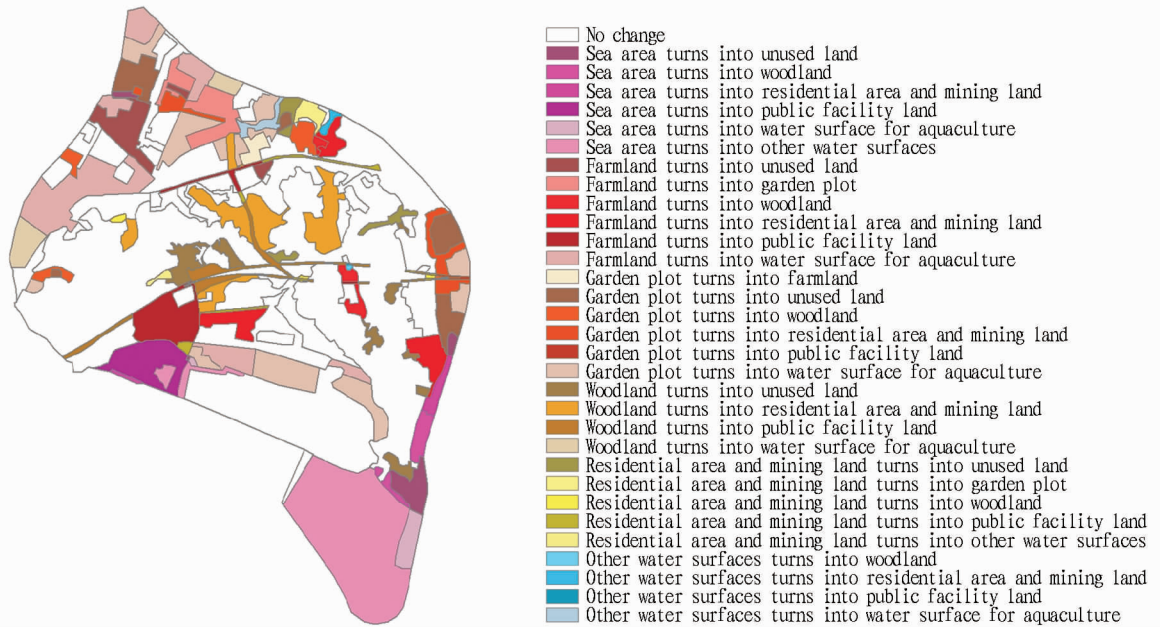 No change
Sea area turns into unused land
Sea area turns into woodland
Sea area turns into residential area and mining land
Sea area turns into public facility land
Sea area turns into water surface for aquaculture
Sea area turns into other water surfaces
Farmland turns into unused land
Farmland turns into garden plot
Farmland turns into woodland
Farmland turns into residential area and mining land
Farmland turns into public facility land
Farmland turns into water surface for aquaculture
Garden plot turns into farmland
Garden plot turns into unused land
Garden plot turns into woodland
Garden plot turns into residential area and mining land
Garden plot turns into public facility land
Garden plot turns into water surface for aquaculture
Woodland turns into unused land
Woodland turns into residential area and mining land
Woodland turns into public facility land
Woodland turns into water surface for aquaculture
Residential area and mining land turns into unused land
Residential area and mining land turns into garden plot
Residential area and mining land turns into woodland
Residential area and mining land turns into public facility land
Residential area and mining land turns into other water surfaces
Other water surfaces turns into woodland
Other water surfaces turns into residential area and mining land
Other water surfaces turns into public facility land
Other water surfaces turns into water surface for aquaculture